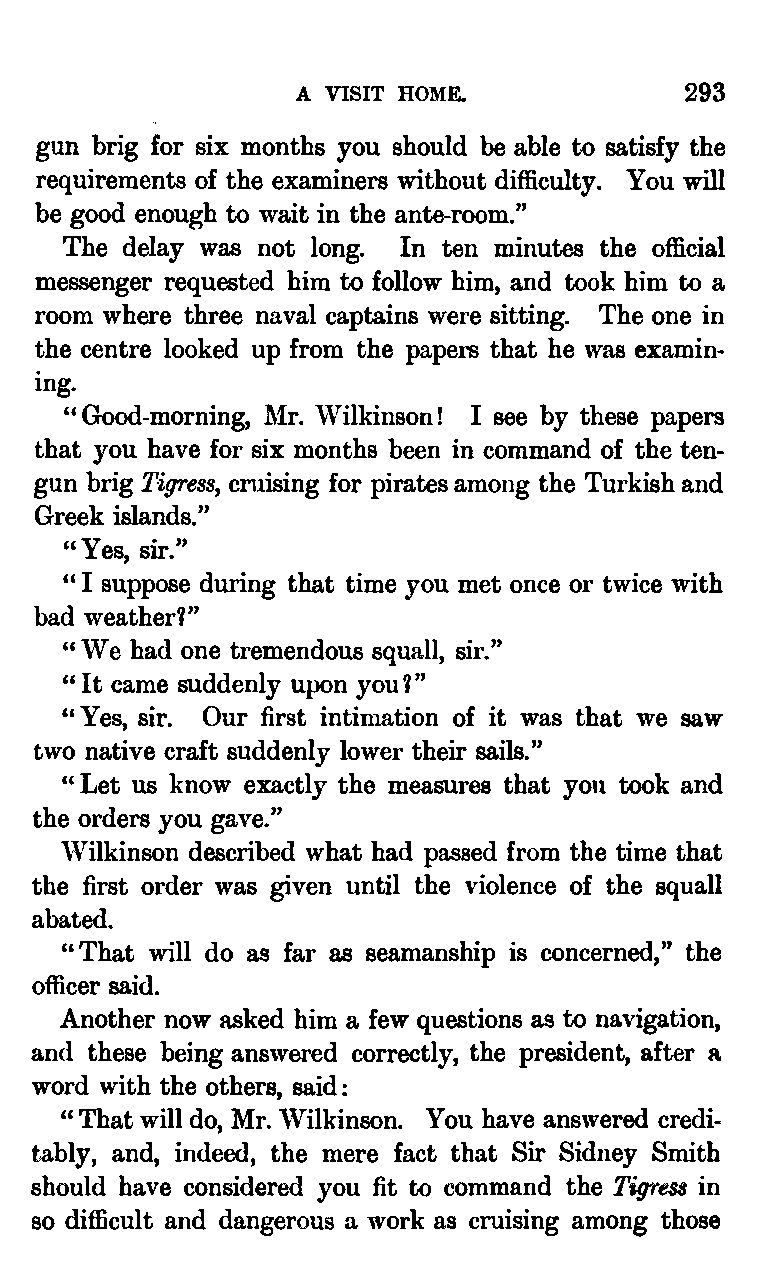 A VISIT HOME. 293
gun brig for six months you should be able to satisfy the
requirements of the examiners without difficulty. You will
be good enough to wait in the ante-room.”
The delay was not long. In ten minutes the official
messenger requested him to follow him, and took him to a
room where three naval captains were sitting. The one in
the centre looked up from the papers that he was examin-
ing.
“Good-morning, Mr. Wilkinson! I see by these papers
that you have for six months been in command of the ten-
gun brig Tigress, cruising for pirates among the Turkish and
Greek islands.”
“Yes, sir.”
“I suppose during that time you met once or twice with
bad weather?”
“We had one tremendous squall, sir.”
“It came suddenly upon you?”
“Yes, sir. Our first intimation of it was that we saw
two native craft suddenly lower their sails.”
“Let us know exactly the measures that you took and
the orders you gave.”
Wilkinson described what had passed from the time that
the first order was given until the violence of the squall
abated.
“That will do as far as seamanship is concerned,” the
officer said.
Another now asked him a few questions as to navigation,
and these being answered correctly, the president, after a
word with the others, said:
“That will do, Mr. Wilkinson. You have answered credi-
tably, and, indeed, the mere fact that Sir Sidney Smith
should have considered you fit to command the Tigress in
so difficult and dangerous a work as cruising among those